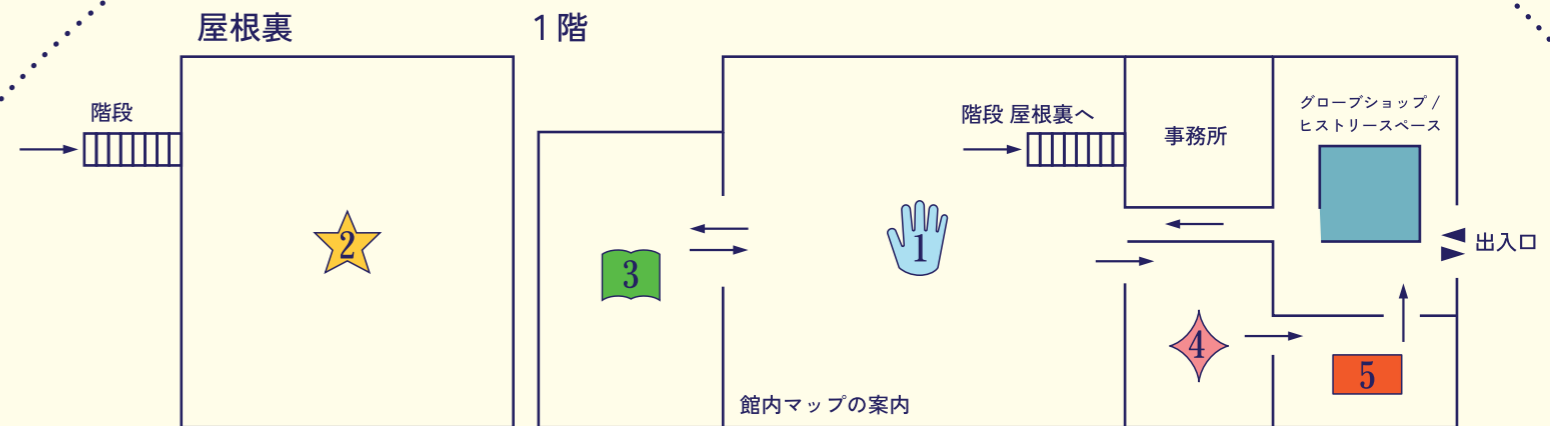 屋根裏
1階
階段
2
3
階段 屋根裏へ
1
事務所
グローブショップ /
ヒストリースペース
出入口
4
5
館内マップの案内